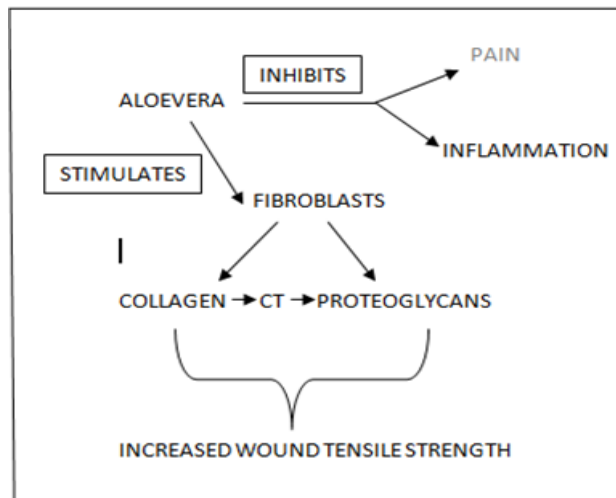 PAIN
INHIBITS
ALOEVERA
INFLAMMATION
STIMULATES
FIBROBLASTS
COLLAGEN → CT → PROTEOGLYCANS
INCREASED WOUND TENSILE STRENGTH